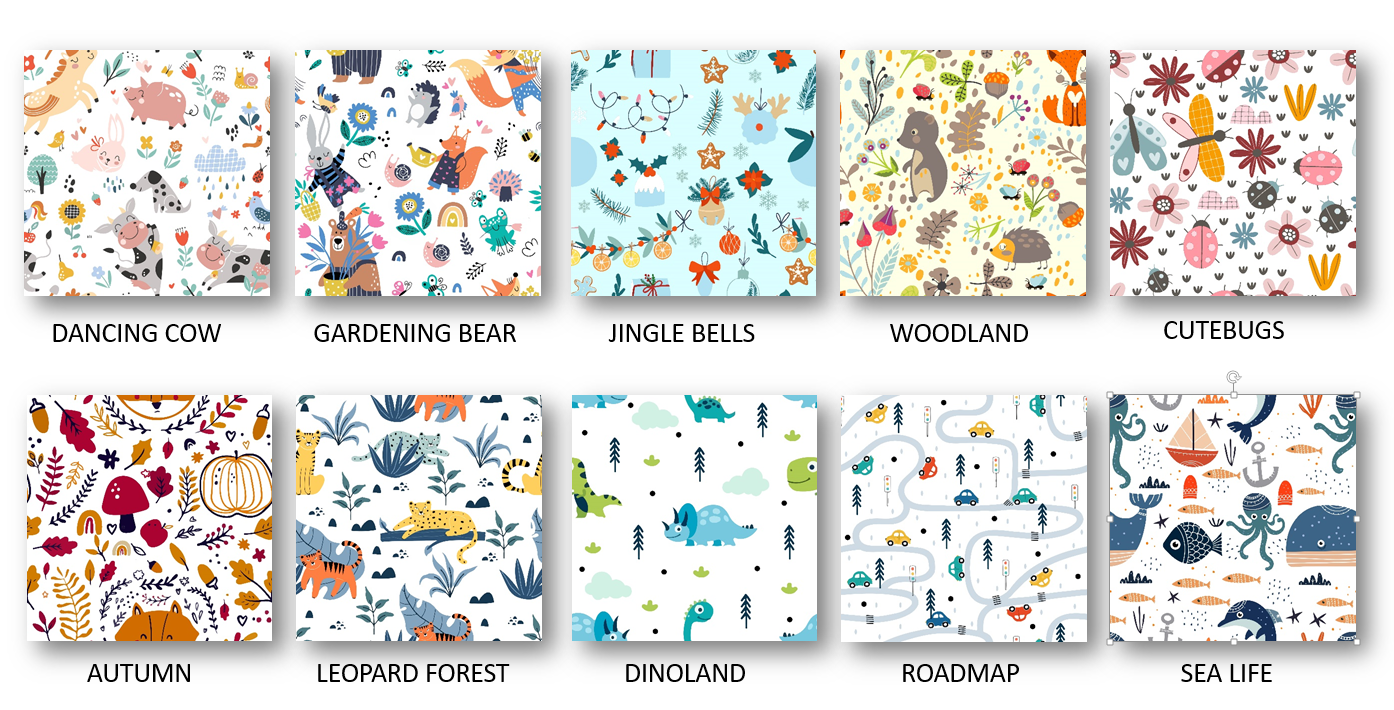 DANCING COW
GARDENING BEAR
JINGLE BELLS
WOODLAND
CUTEBUGS
AUTUMN
LEOPARD FOREST
DINOLAND
ROADMAP
SEA LIFE